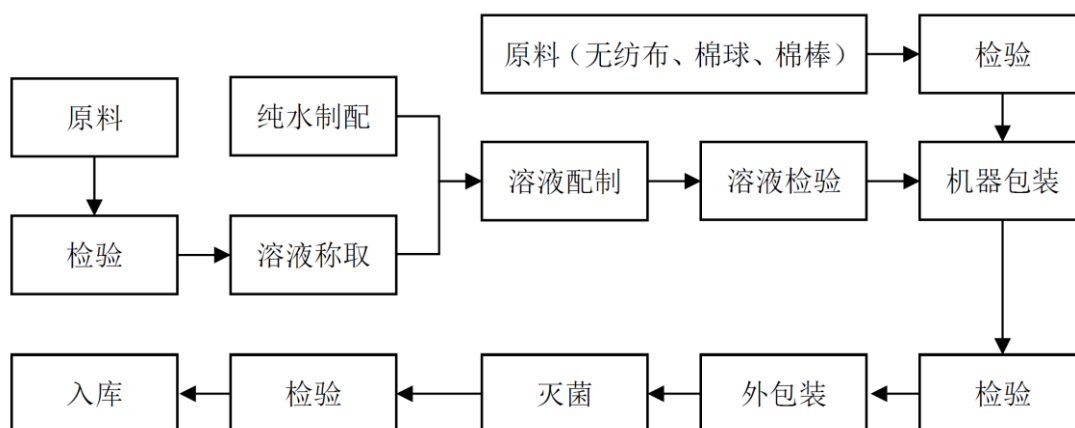 原料（无纺布、棉球、棉棒）
检验
原料
纯水制配
溶液配制
溶液检验
机器包装
检验
溶液称取
入库
检验
灭菌
外包装
检验